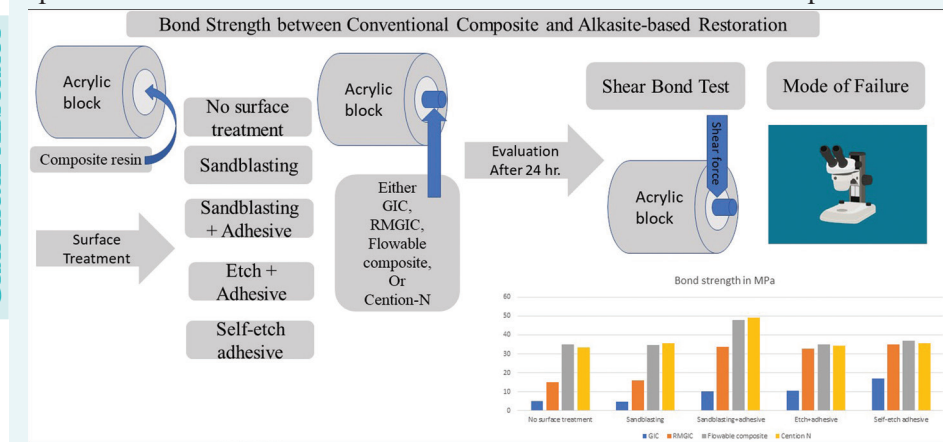 Bond Strength between Conventional Composite and Alkasite-based Restoration
Acrylic
block
Composite resin
Surface
Treatment
No surface
treatment
Sandblasting
Sandblasting
+ Adhesive
Etch +
Adhesive
Self-etch
adhesive
Acrylic
block
Either
GIC,
RMGIC,
Flowable
composite,
Or
Cention-N
Evaluation
After 24 hr.
Shear Bond Test
Shear force
Acrylic
block
Mode of Failure
Bond strength in MPa
60
50
40
30
20
10
0
No surface treatment
Sandblasting
Sandblasting+adhesive
Etch+adhesive
Self-etch adhesive
GIC
RMGIC
Flowable composite
Cention N